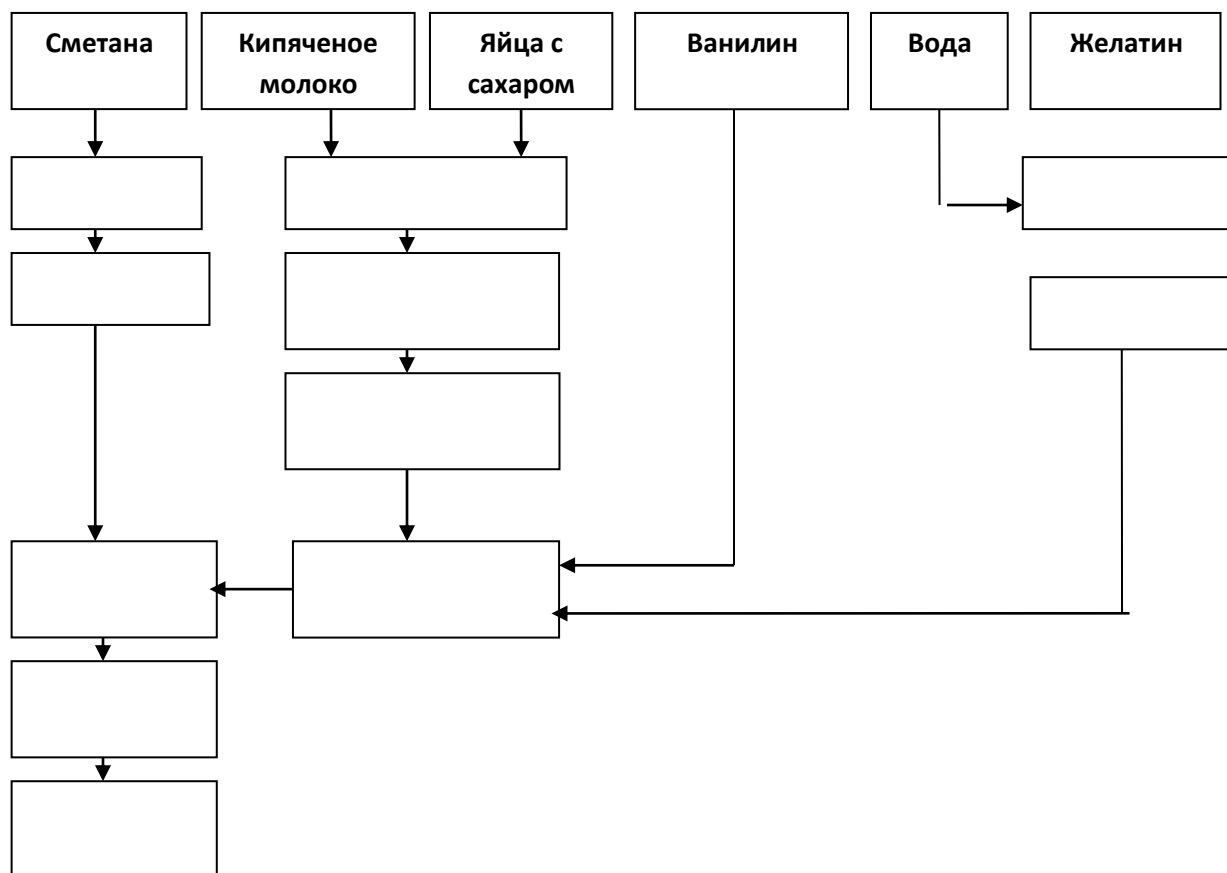 Сметана
Кипяченое
молоко
Яйца с
сахаром
Ванилин
Вода
Желатин